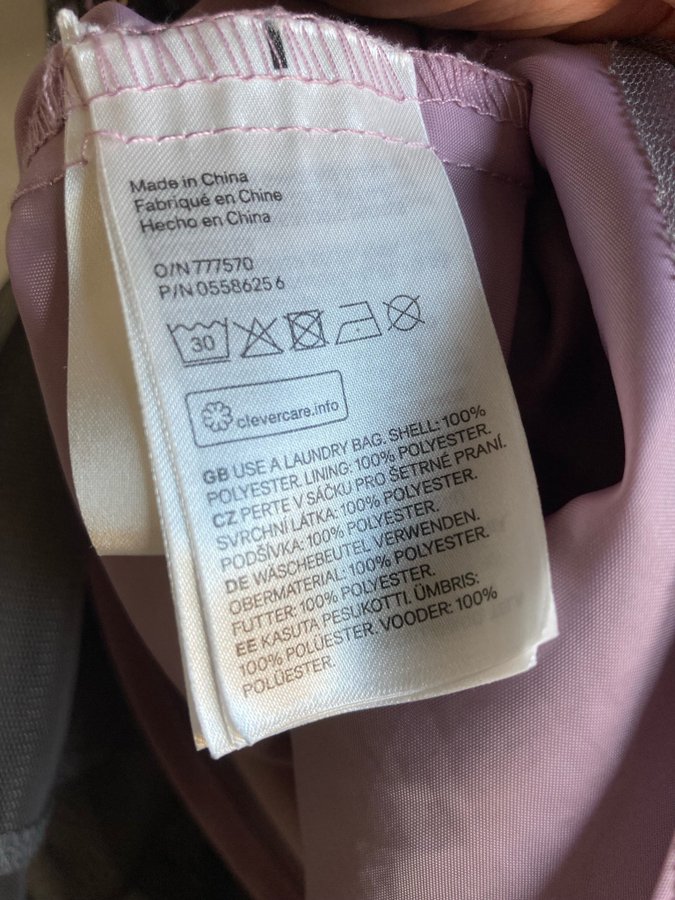 Made in China
Fabriqué en Chine
Hecho en China
O/N 777570
P/N 0558625 6
30
clevercare.info
GB USE A LAUNDRY BAG. SHELL: 100%
POLYESTER. LINING: 100% POLYESTER.
CZ PERTE V SÁČKU PRO ŠETRNÉ PRANÍ.
SVRCHNÍ LÁTKA: 100% POLYESTER.
PODŠÍVKA: 100% POLYESTER.
DE WÄSCHEBEUTEL VERWENDEN.
OBERMATERIAL: 100% POLYESTER.
FUTTER: 100% POLYESTER.
EE KASUTA PESUKOTTI. ÜMBRIS:
100% POLÜESTER. VOODER: 100%
POLÜESTER.